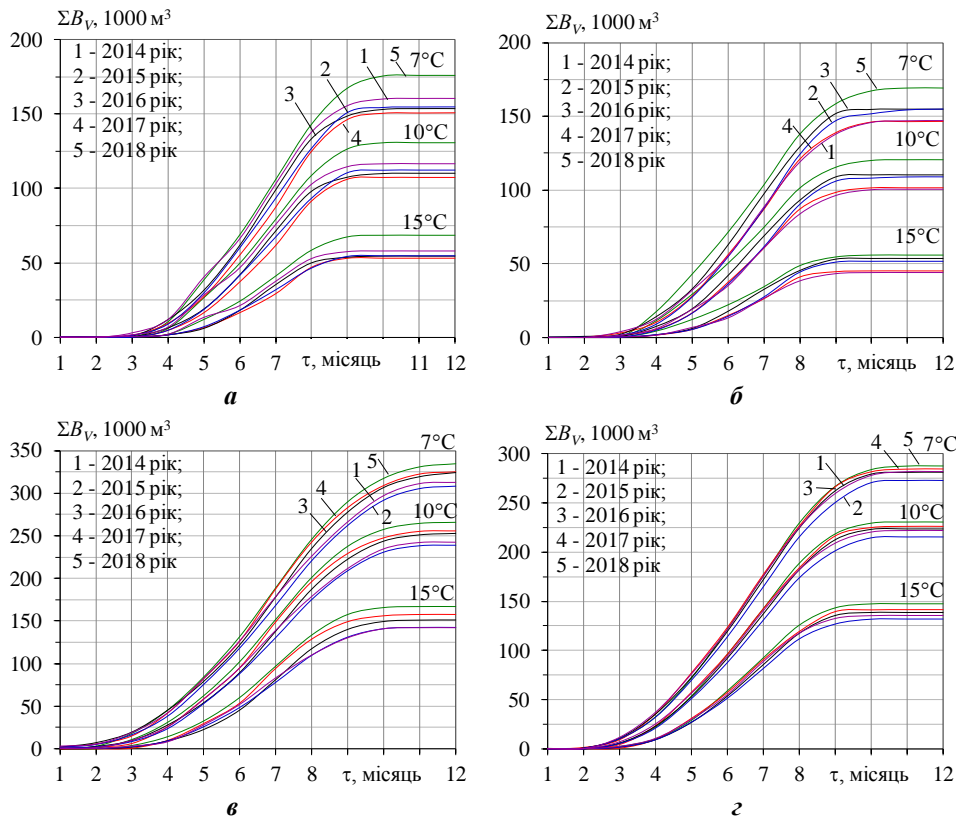 ΣB_V, 1000 м³
200
150
100
50
0
1 - 2014 рік;
2 - 2015 рік;
3 - 2016 рік;
4 - 2017 рік;
5 - 2018 рік
2 1 5 7°C
3
4
10°C
15°C
1 2 3 4 5 6 7 8 11 12
τ, місяць
а
ΣB_V, 1000 м³
200
150
100
50
0
1 - 2014 рік;
2 - 2015 рік;
3 - 2016 рік;
4 - 2017 рік;
5 - 2018 рік
3 5 7°C
2
4
1
10°C
15°C
1 2 3 4 5 6 7 8 12
τ, місяць
б
ΣB_V, 1000 м³
350
300
250
200
150
100
50
0
1 - 2014 рік;
2 - 2015 рік;
3 - 2016 рік;
4 - 2017 рік;
5 - 2018 рік
7°C
1 5
3 4
2
10°C
15°C
1 2 3 4 5 6 7 8 12
τ, місяць
в
ΣB_V, 1000 м³
300
250
200
150
100
50
0
1 - 2014 рік;
2 - 2015 рік;
3 - 2016 рік;
4 - 2017 рік;
5 - 2018 рік
4 5 7°C
1
3
2
10°C
15°C
1 2 3 4 5 6 7 8 12
τ, місяць
г